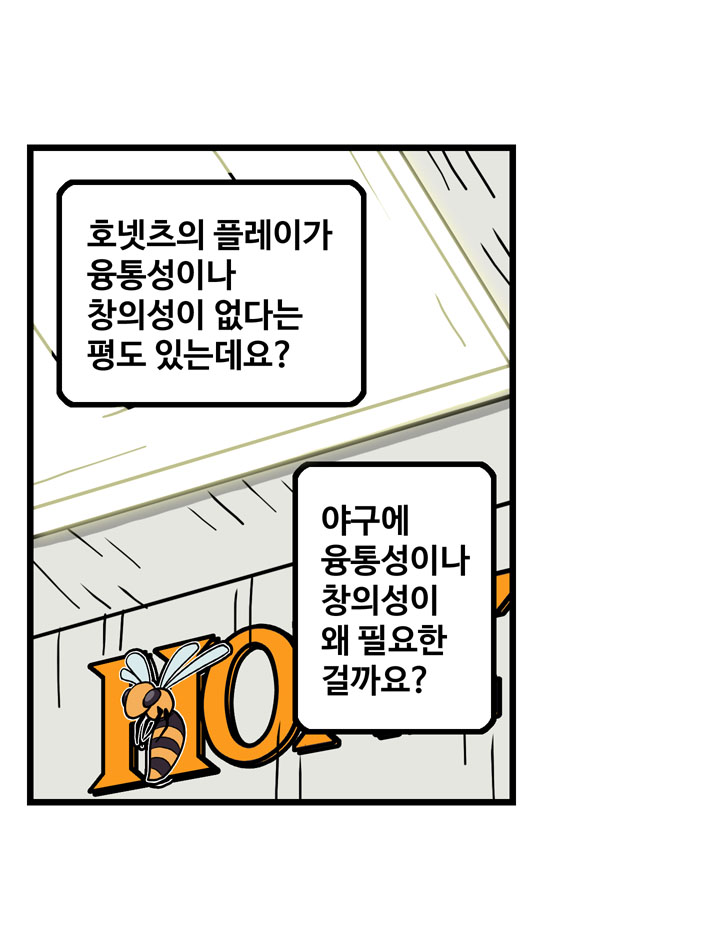 호넷츠의 플레이가
융통성이나
창의성이 없다는
평도 있는데요?
야구에
융통성이나
창의성이
왜 필요한
걸까요?
HO